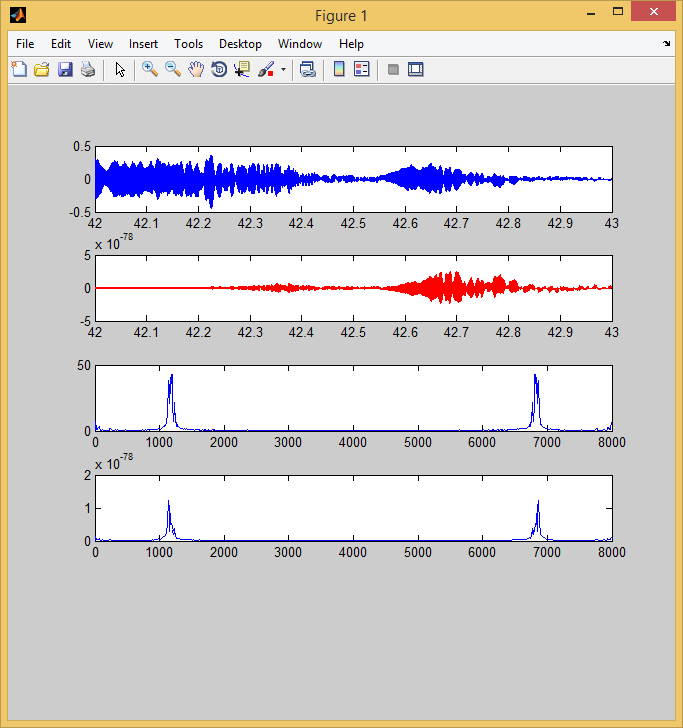 Figure 1
File Edit View Insert Tools Desktop Window Help
0.5
0
-0.5
42 42.1 42.2 42.3 42.4 42.5 42.6 42.7 42.8 42.9 43
x 10^-78
5
0
-5
42 42.1 42.2 42.3 42.4 42.5 42.6 42.7 42.8 42.9 43
50
0
0 1000 2000 3000 4000 5000 6000 7000 8000
x 10^-78
2
1
0
0 1000 2000 3000 4000 5000 6000 7000 8000